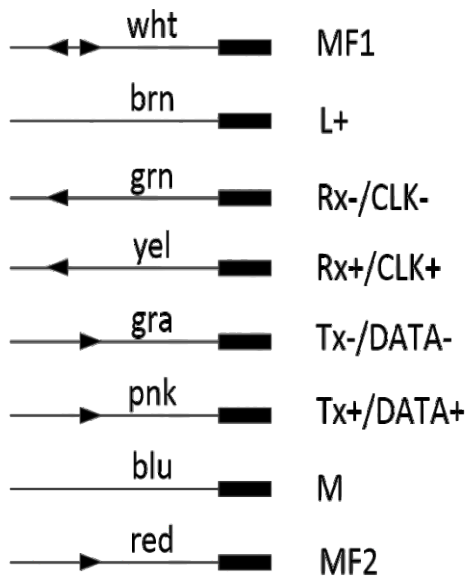 wht MF1
brn L+
grn Rx-/CLK-
yel Rx+/CLK+
gra Tx-/DATA-
pnk Tx+/DATA+
blu M
red MF2